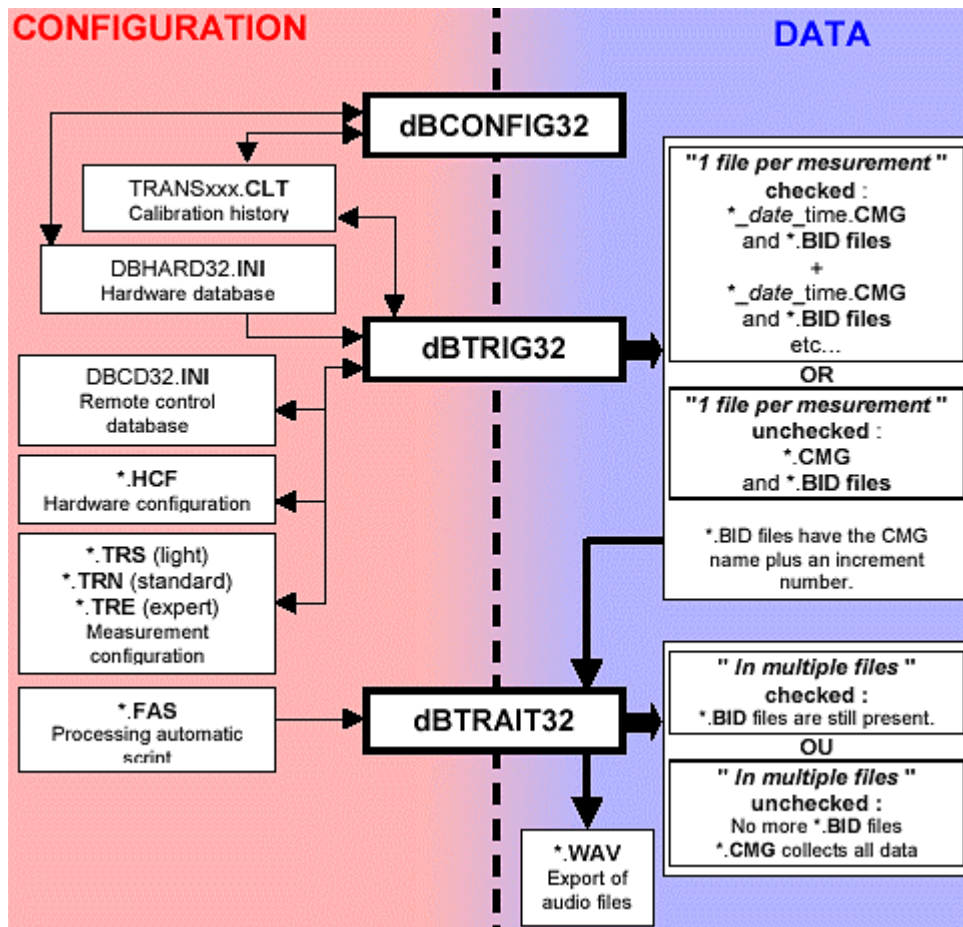 CONFIGURATION
DATA
dBCONFIG32
TRANSxxx.CLT
Calibration history
DBHARD32.INI
Hardware database
dBTRIG32
DBCD32.INI
Remote control
database
*.HCF
Hardware configuration
*.TRS (light)
*.TRN (standard)
*.TRE (expert)
Measurement
configuration
*.FAS
Processing automatic
script
dBTRAIT32
*.WAV
Export of
audio files
"1 file per mesurement "
checked :
*_date_time.CMG
and *.BID files
+
*_date_time.CMG
and *.BID files
etc...
OR
"1 file per mesurement "
unchecked :
*.CMG
and *.BID files
*.BID files have the CMG
name plus an increment
number.
" In multiple files "
checked :
*.BID files are still present.
OU
" In multiple files "
unchecked :
No more *.BID files
*.CMG collects all data